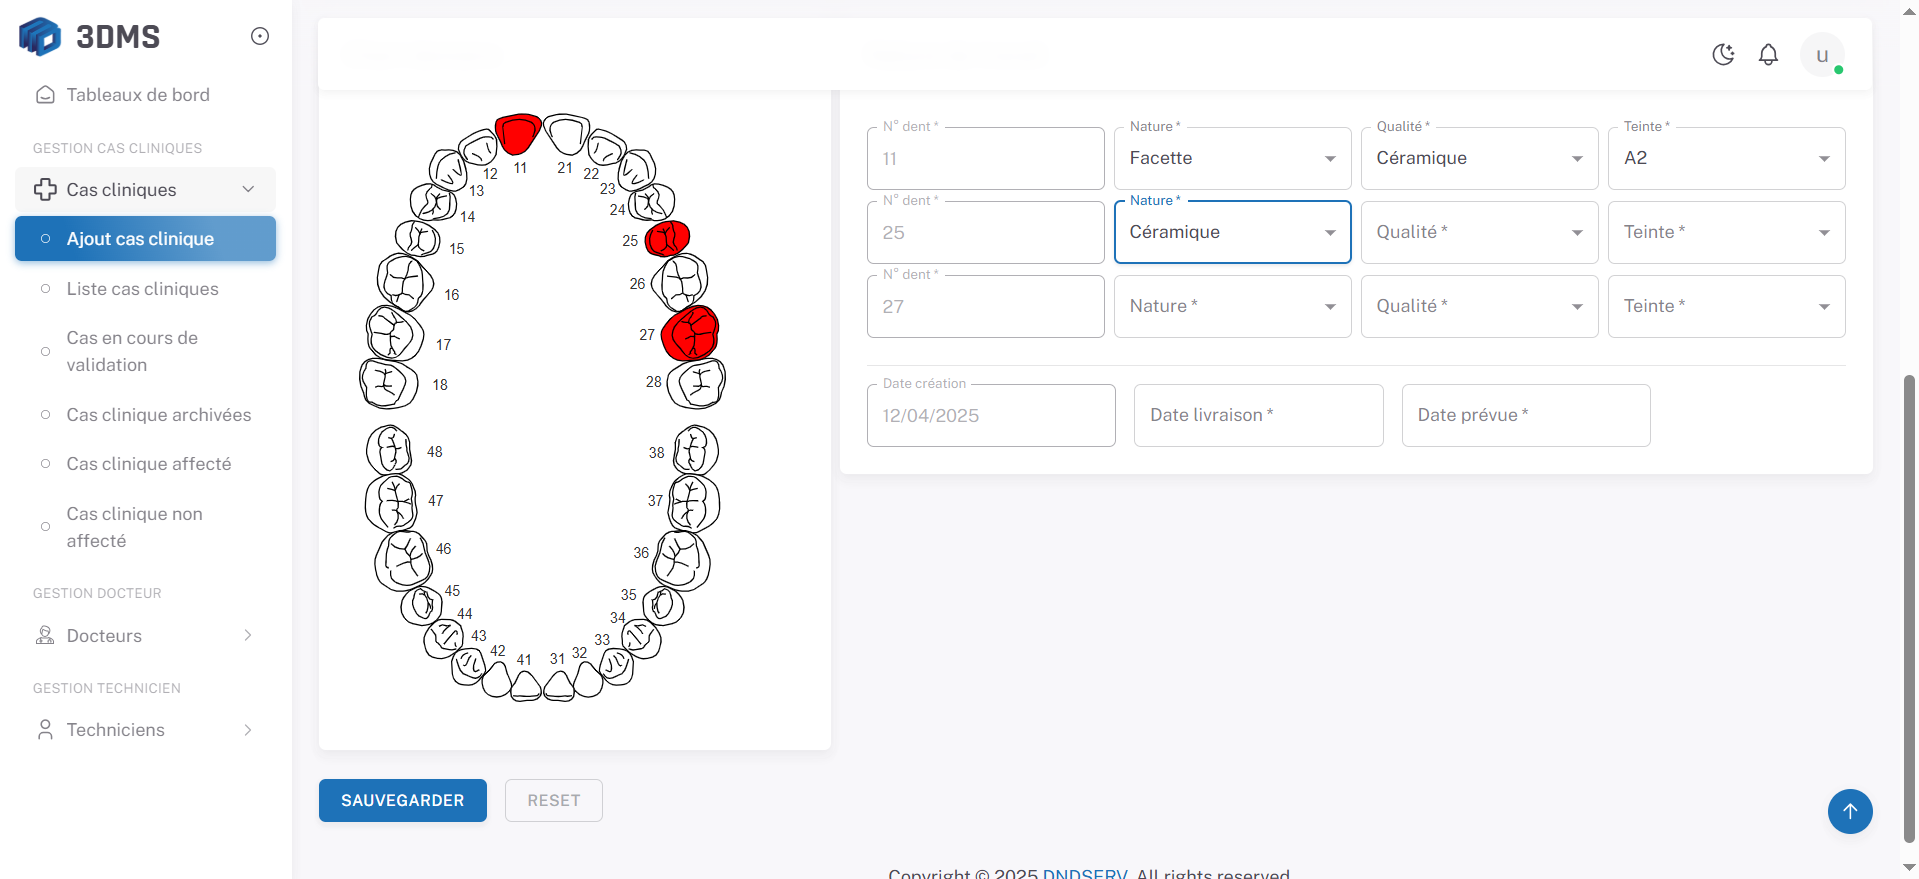 3DMS
u
Tableaux de bord
GESTION CAS CLINIQUES
Cas cliniques
Ajout cas clinique
Liste cas cliniques
Cas en cours de
validation
Cas clinique archivées
Cas clinique affecté
Cas clinique non
affecté
GESTION DOCTEUR
Docteurs
GESTION TECHNICIEN
Techniciens
11 21
12 22
13 23
14 24
15 25
16 26
17 27
18 28
48 38
47 37
46 36
45 35
44 34
43 33
42 32
41 31
N° dent * Nature * Qualité * Teinte *
11 Facette Céramique A2
N° dent * Nature *
25 Céramique Qualité * Teinte *
N° dent *
27 Nature * Qualité * Teinte *
Date création
12/04/2025 Date livraison * Date prévue *
SAUVEGARDER RESET
Copyright © 2025 DNDSERV, All rights reserved